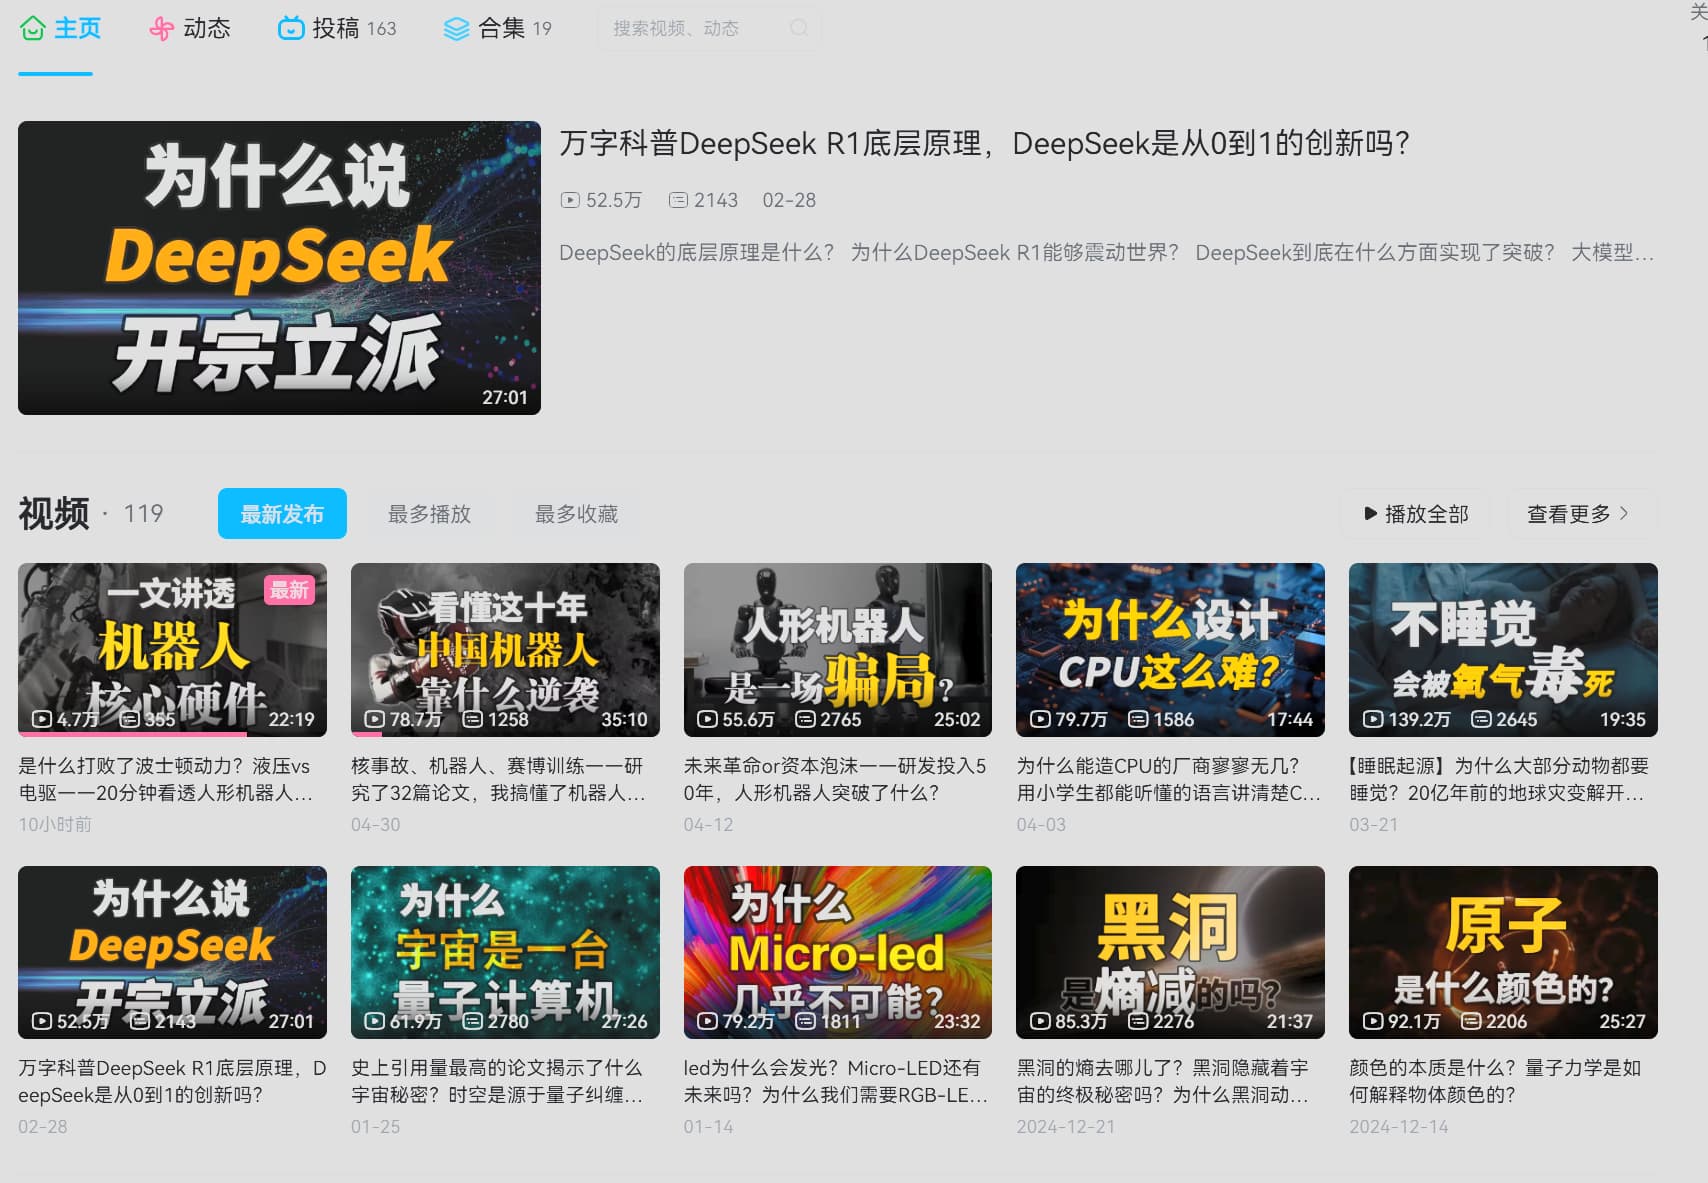 主页
动态
投稿 163
合集 19
搜索视频、动态
关
为什么说
DeepSeek
开宗立派
27:01
万字科普DeepSeek R1底层原理，DeepSeek是从0到1的创新吗？
52.5万 2143 02-28
DeepSeek的底层原理是什么？ 为什么DeepSeek R1能够震动世界？ DeepSeek到底在什么方面实现了突破？ 大模型...
视频 · 119
最新发布
最多播放
最多收藏
播放全部
查看更多
一文讲透
最新
机器人
核心硬件
4.7万 355 22:19
是什么打败了波士顿动力？液压vs
电驱——20分钟看透人形机器人...
10小时前
看懂这十年
中国机器人
靠什么逆袭
78.7万 1258 35:10
核事故、机器人、赛博训练——研
究了32篇论文，我搞懂了机器人...
04-30
人形机器人
是一场骗局？
55.6万 2765 25:02
未来革命or资本泡沫——研发投入5
0年，人形机器人突破了什么？
04-12
为什么设计
CPU这么难？
79.7万 1586 17:44
为什么能造CPU的厂商寥寥无几？
用小学生都能听懂的语言讲清楚C...
04-03
不睡觉
会被氧气毒死
139.2万 2645 19:35
【睡眠起源】为什么大部分动物都要
睡觉？20亿年前的地球灾变解开...
03-21
为什么说
DeepSeek
开宗立派
52.5万 2143 27:01
万字科普DeepSeek R1底层原理，D
eepSeek是从0到1的创新吗？
02-28
为什么
宇宙是一台
量子计算机
61.9万 2780 27:26
史上引用量最高的论文揭示了什么
宇宙秘密？时空是源于量子纠缠...
01-25
为什么
Micro-led
几乎不可能？
79.2万 1811 23:32
led为什么会发光？Micro-LED还有
未来吗？为什么我们需要RGB-LE...
01-14
黑洞
是熵减的吗？
85.3万 2276 21:37
黑洞的熵去哪儿了？黑洞隐藏着宇
宙的终极秘密吗？为什么黑洞动...
2024-12-21
原子
是什么颜色的？
92.1万 2206 25:27
颜色的本质是什么？量子力学是如
何解释物体颜色的？
2024-12-14